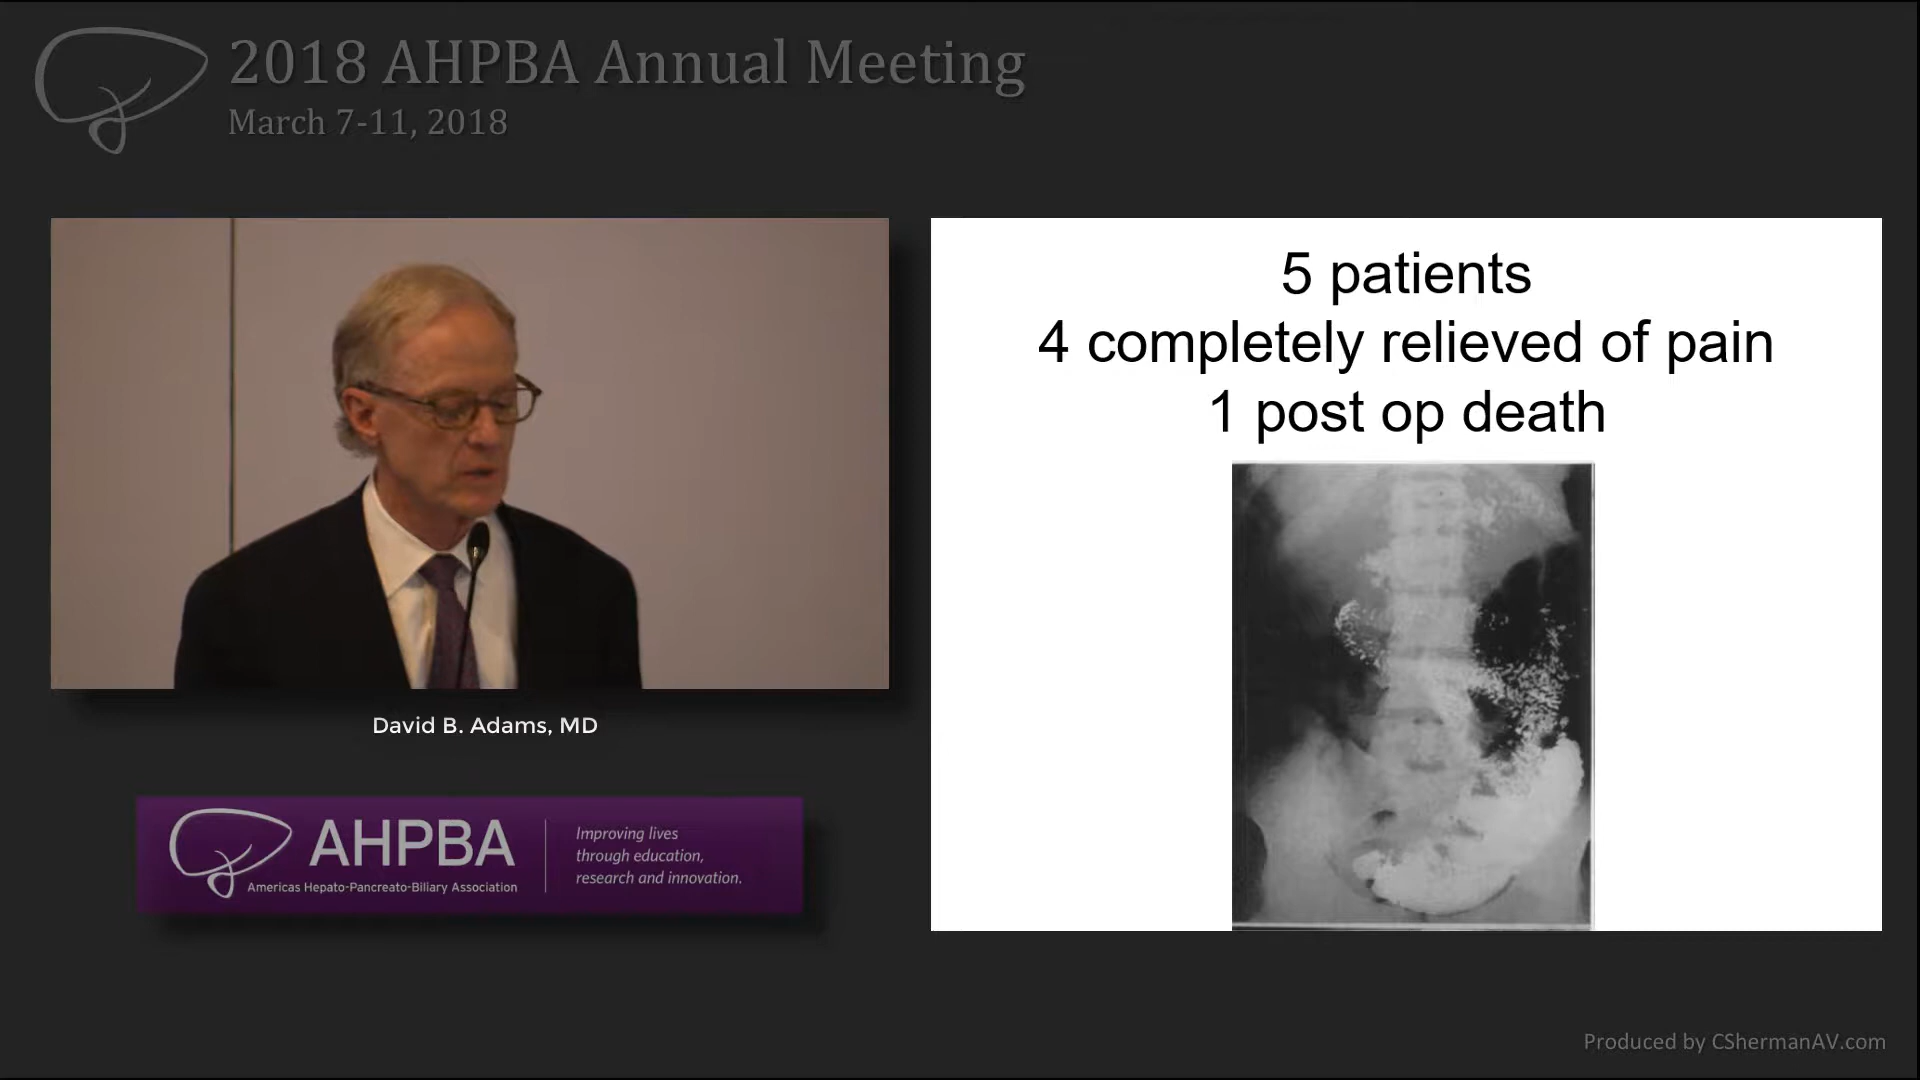 2018 AHPBA Annual Meeting
March 7-11, 2018
5 patients
4 completely relieved of pain
1 post op death
David B. Adams, MD
AHPBA
Americas Hepato-Pancreato-Biliary Association
Improving lives
through education,
research and innovation.
Produced by CShermanAV.com